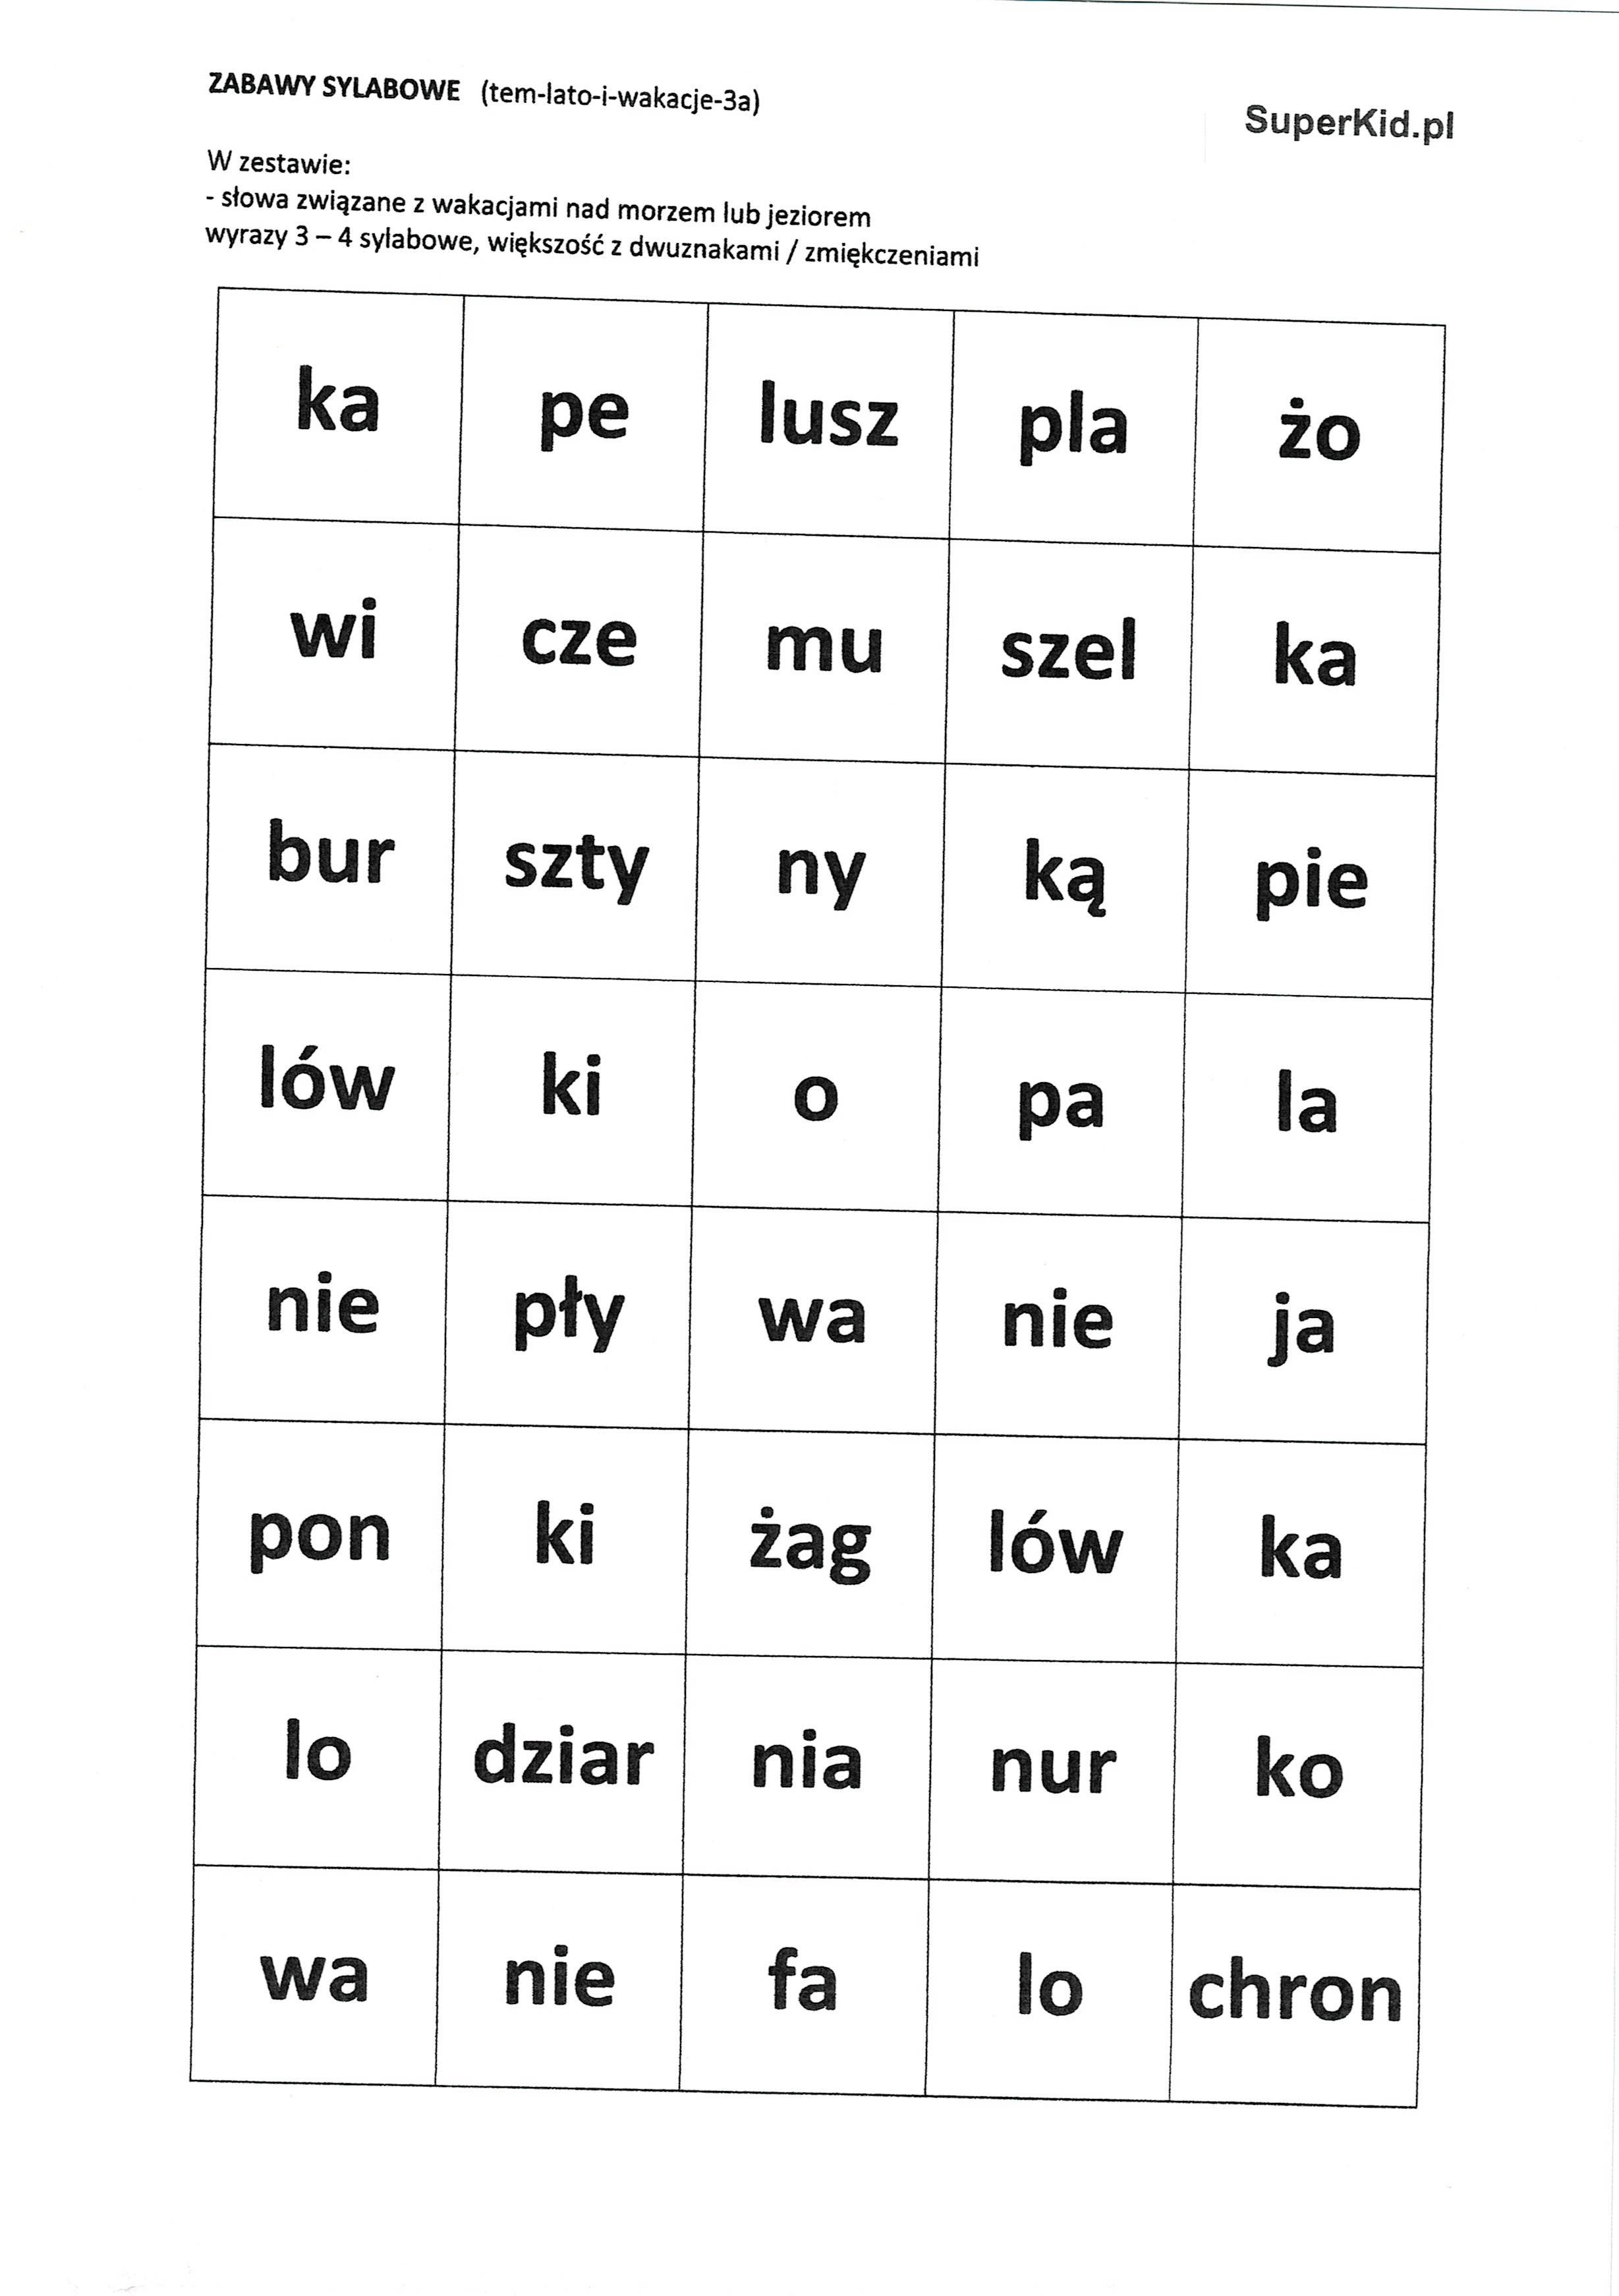 ZABAWY SYLABOWE (tem-lato-i-wakacje-3a)
SuperKid.pl
W zestawie:
- słowa związane z wakacjami nad morzem lub jeziorem
wyrazy 3 – 4 sylabowe, większość z dwuznakami / zmiękczeniami
ka pe lusz pla żo
wi cze mu szel ka
bur szty ny ką pie
lów ki o pa la
nie pły wa nie ja
pon ki żag lów ka
lo dziar nia nur ko
wa nie fa lo chron